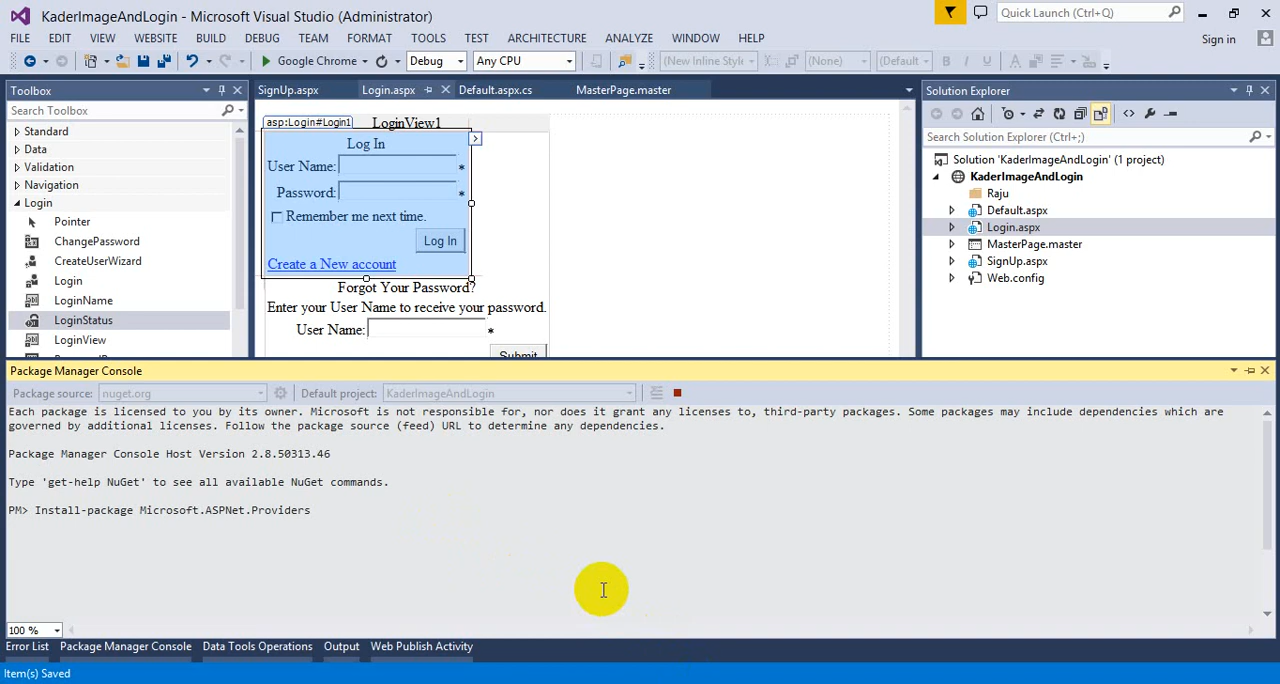 KaderImageAndLogin - Microsoft Visual Studio (Administrator)
Quick Launch (Ctrl+Q)
FILE EDIT VIEW WEBSITE BUILD DEBUG TEAM FORMAT TOOLS TEST ARCHITECTURE ANALYZE WINDOW HELP
Sign in
Google Chrome Debug Any CPU (New Inline Style (None) (Default B I U A
Toolbox
SignUp.aspx Login.aspx Default.aspx.cs MasterPage.master
Solution Explorer
Search Toolbox
Standard
Data
Validation
Navigation
Login
Pointer
ChangePassword
CreateUserWizard
Login
LoginName
LoginStatus
LoginView
asp:Login#Login1 LoginView1
Log In
User Name: *
Password: *
Remember me next time.
Log In
Create a New account
Forgot Your Password?
Enter your User Name to receive your password.
User Name: *
Submit
Search Solution Explorer (Ctrl+;)
Solution 'KaderImageAndLogin' (1 project)
KaderImageAndLogin
Raju
Default.aspx
Login.aspx
MasterPage.master
SignUp.aspx
Web.config
Package Manager Console
Package source: nuget.org Default project: KaderImageAndLogin
Each package is licensed to you by its owner. Microsoft is not responsible for, nor does it grant any licenses to, third-party packages. Some packages may include dependencies which are
governed by additional licenses. Follow the package source (feed) URL to determine any dependencies.
Package Manager Console Host Version 2.8.50313.46
Type 'get-help NuGet' to see all available NuGet commands.
PM> Install-package Microsoft.ASPNet.Providers
100 %
Error List Package Manager Console Data Tools Operations Output Web Publish Activity
Item(s) Saved